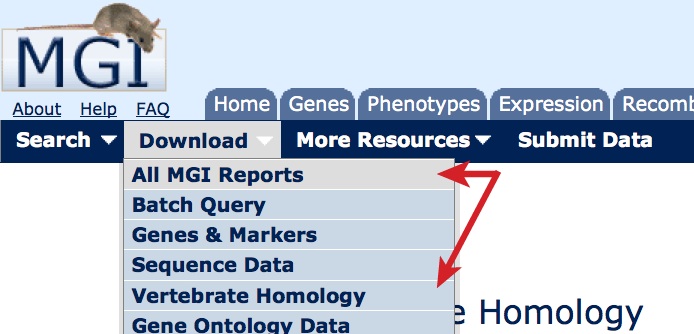 MGI
About Help FAQ
Home Genes Phenotypes Expression Recomb
Search Download More Resources Submit Data
All MGI Reports
Batch Query
Genes & Markers
Sequence Data
Vertebrate Homology
e Homology
Gene Ontology Data